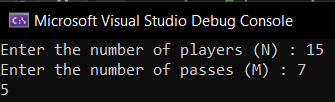 Microsoft Visual Studio Debug Console
Enter the number of players (N) : 15
Enter the number of passes (M) : 7
5